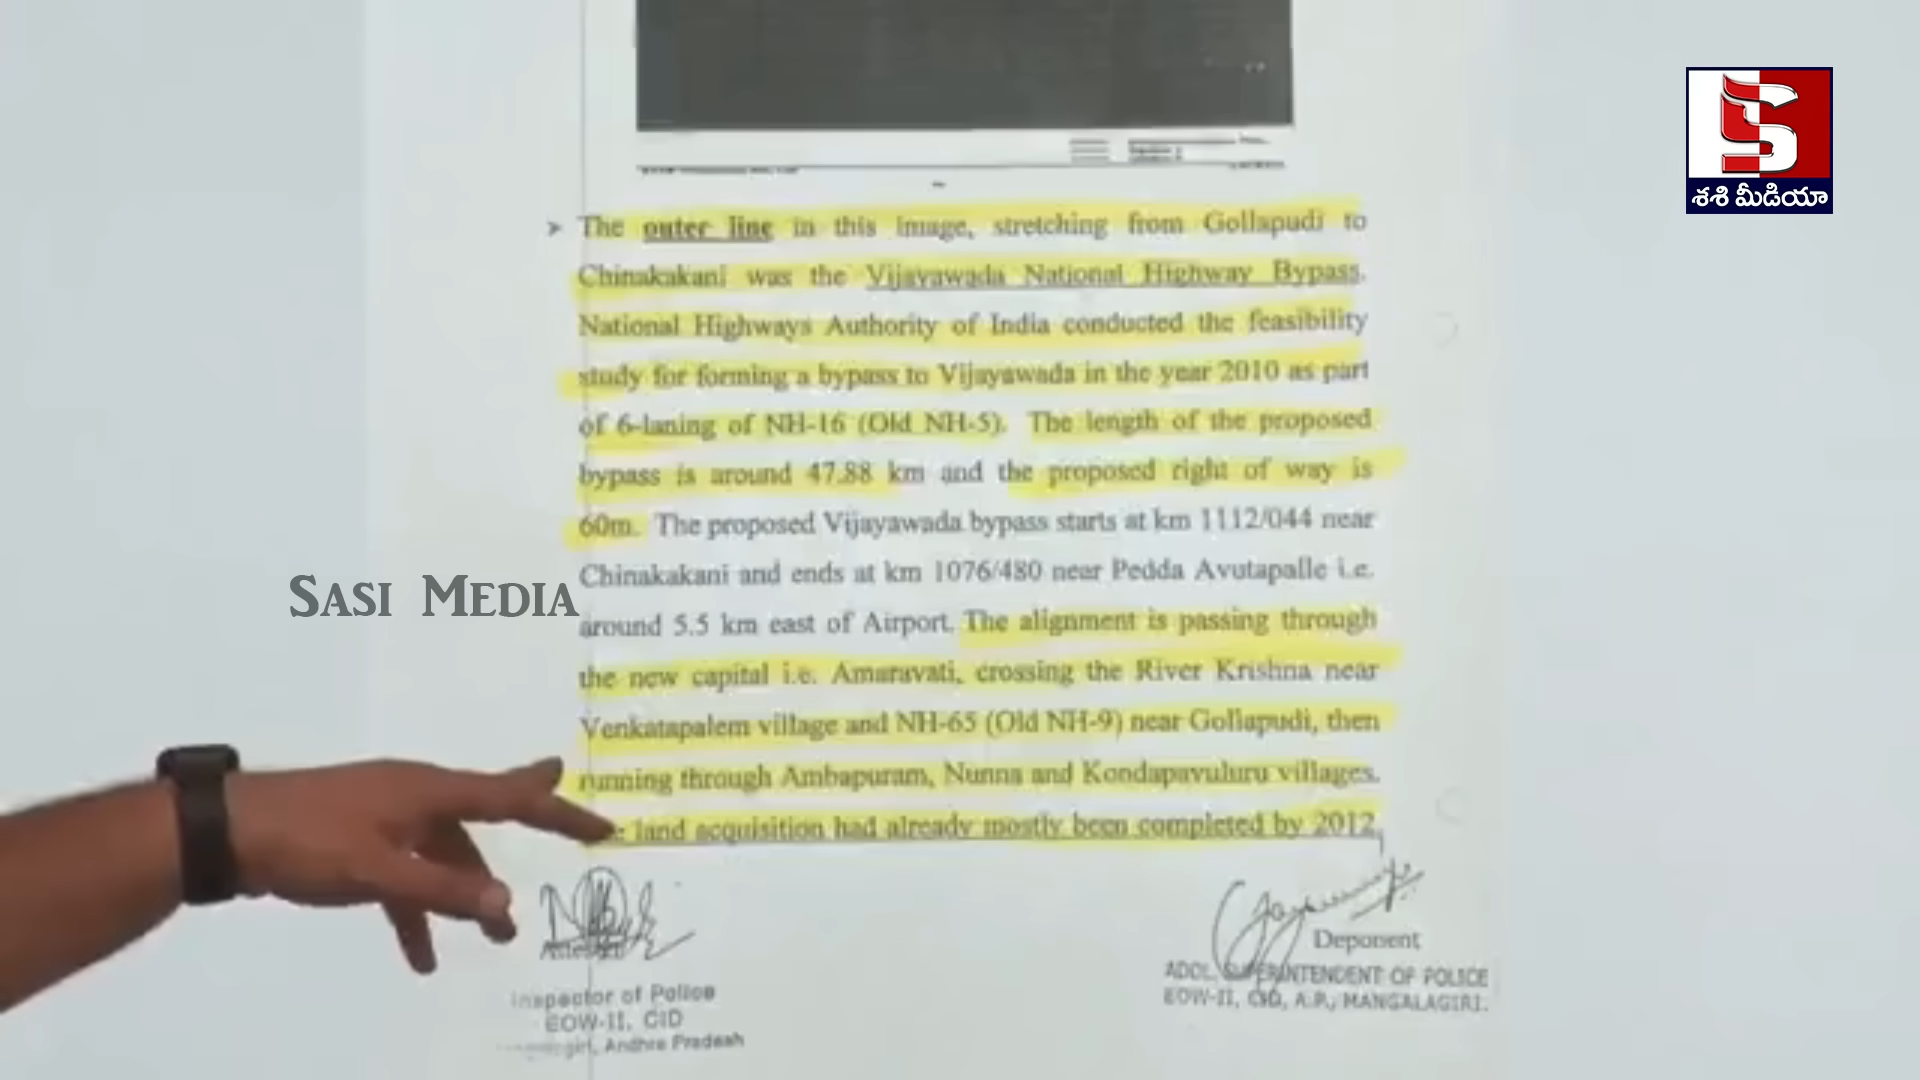 శశి మీడియా
➤ The outer line in this image, stretching from Gollapudi to
Chinakakani was the Vijayawada National Highway Bypass.
National Highways Authority of India conducted the feasibility
study for forming a bypass to Vijayawada in the year 2010 as part
of 6-laning of NH-16 (Old NH-5). The length of the proposed
bypass is around 47.88 km and the proposed right of way is
60m. The proposed Vijayawada bypass starts at km 1112/044 near
Chinakakani and ends at km 1076/480 near Pedda Avutapalle i.e.
around 5.5 km east of Airport. The alignment is passing through
the new capital i.e. Amaravati, crossing the River Krishna near
Venkatapalem village and NH-65 (Old NH-9) near Gollapudi, then
running through Ambapuram, Nunna and Kondapavuluru villages.
land acquisition had already mostly been completed by 2012.
SASI MEDIA
Deponent
ADDL. SUPERINTENDENT OF POLICE
EOW-II, CID, A.P., MANGALAGIRI.
Inspector of Police
EOW-II, CID
Andhra Pradesh